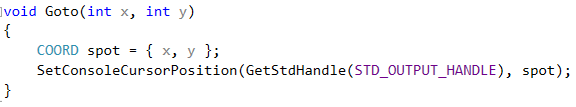 void Goto(int x, int y)
{
    COORD spot = { x, y };
    SetConsoleCursorPosition(GetStdHandle(STD_OUTPUT_HANDLE), spot);
}